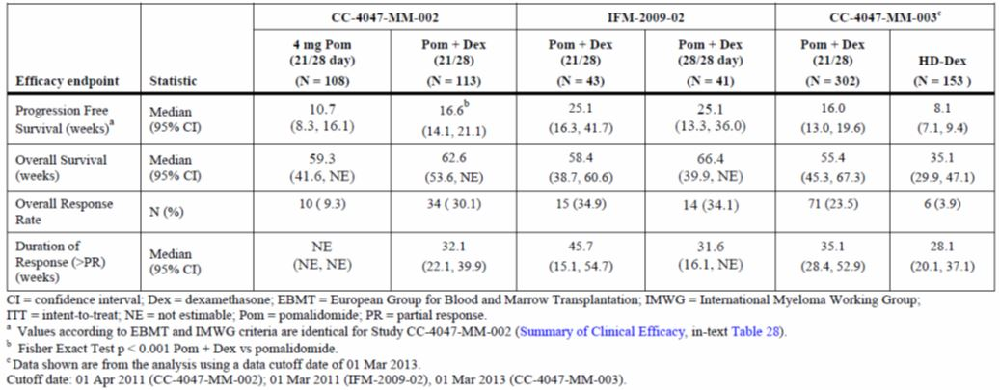 CC-4047-MM-002 IFM-2009-02 CC-4047-MM-003c
4 mg Pom Pom + Dex Pom + Dex Pom + Dex Pom + Dex
(21/28 day) (21/28) (21/28) (28/28 day) (21/28) HD-Dex
Efficacy endpoint Statistic (N = 108) (N = 113) (N = 43) (N = 41) (N = 302) (N = 153 )
Progression Free Median 10.7 16.6b 25.1 25.1 16.0 8.1
Survival (weeks)a (95% CI) (8.3, 16.1) (14.1, 21.1) (16.3, 41.7) (13.3, 36.0) (13.0, 19.6) (7.1, 9.4)
Overall Survival Median 59.3 62.6 58.4 66.4 55.4 35.1
(weeks) (95% CI) (41.6, NE) (53.6, NE) (38.7, 60.6) (39.9, NE) (45.3, 67.3) (29.9, 47.1)
Overall Response N (%) 10 ( 9.3) 34 ( 30.1) 15 (34.9) 14 (34.1) 71 (23.5) 6 (3.9)
Rate
Duration of Median NE 32.1 45.7 31.6 35.1 28.1
Response (>PR) (95% CI) (NE, NE) (22.1, 39.9) (15.1, 54.7) (16.1, NE) (28.4, 52.9) (20.1, 37.1)
(weeks)
CI = confidence interval; Dex = dexamethasone; EBMT = European Group for Blood and Marrow Transplantation; IMWG = International Myeloma Working Group;
ITT = intent-to-treat; NE = not estimable; Pom = pomalidomide; PR = partial response.
a Values according to EBMT and IMWG criteria are identical for Study CC-4047-MM-002 (Summary of Clinical Efficacy, in-text Table 28).
b Fisher Exact Test p < 0.001 Pom + Dex vs pomalidomide.
c Data shown are from the analysis using a data cutoff date of 01 Mar 2013.
Cutoff date: 01 Apr 2011 (CC-4047-MM-002); 01 Mar 2011 (IFM-2009-02), 01 Mar 2013 (CC-4047-MM-003).